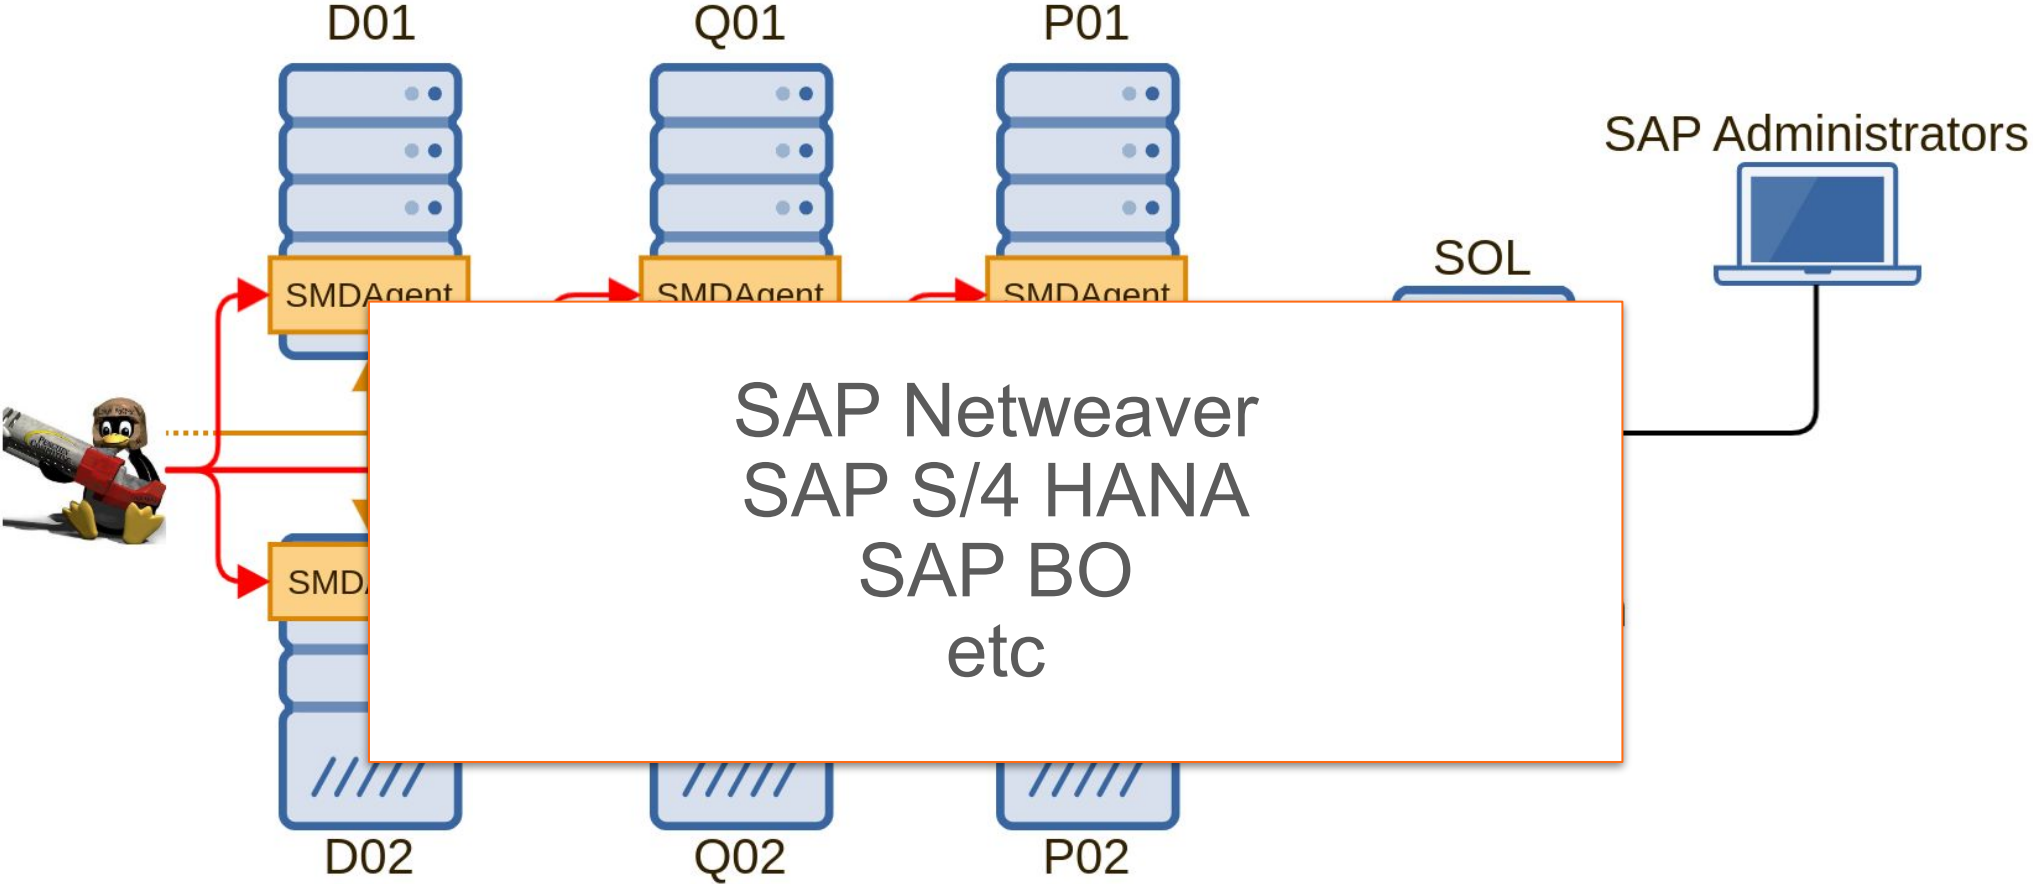 D01
Q01
P01
SAP Administrators
SOL
SMDAgent
SMDAgent
SMDAgent
SAP Netweaver
SAP S/4 HANA
SAP BO
etc
SMD
D02
Q02
P02